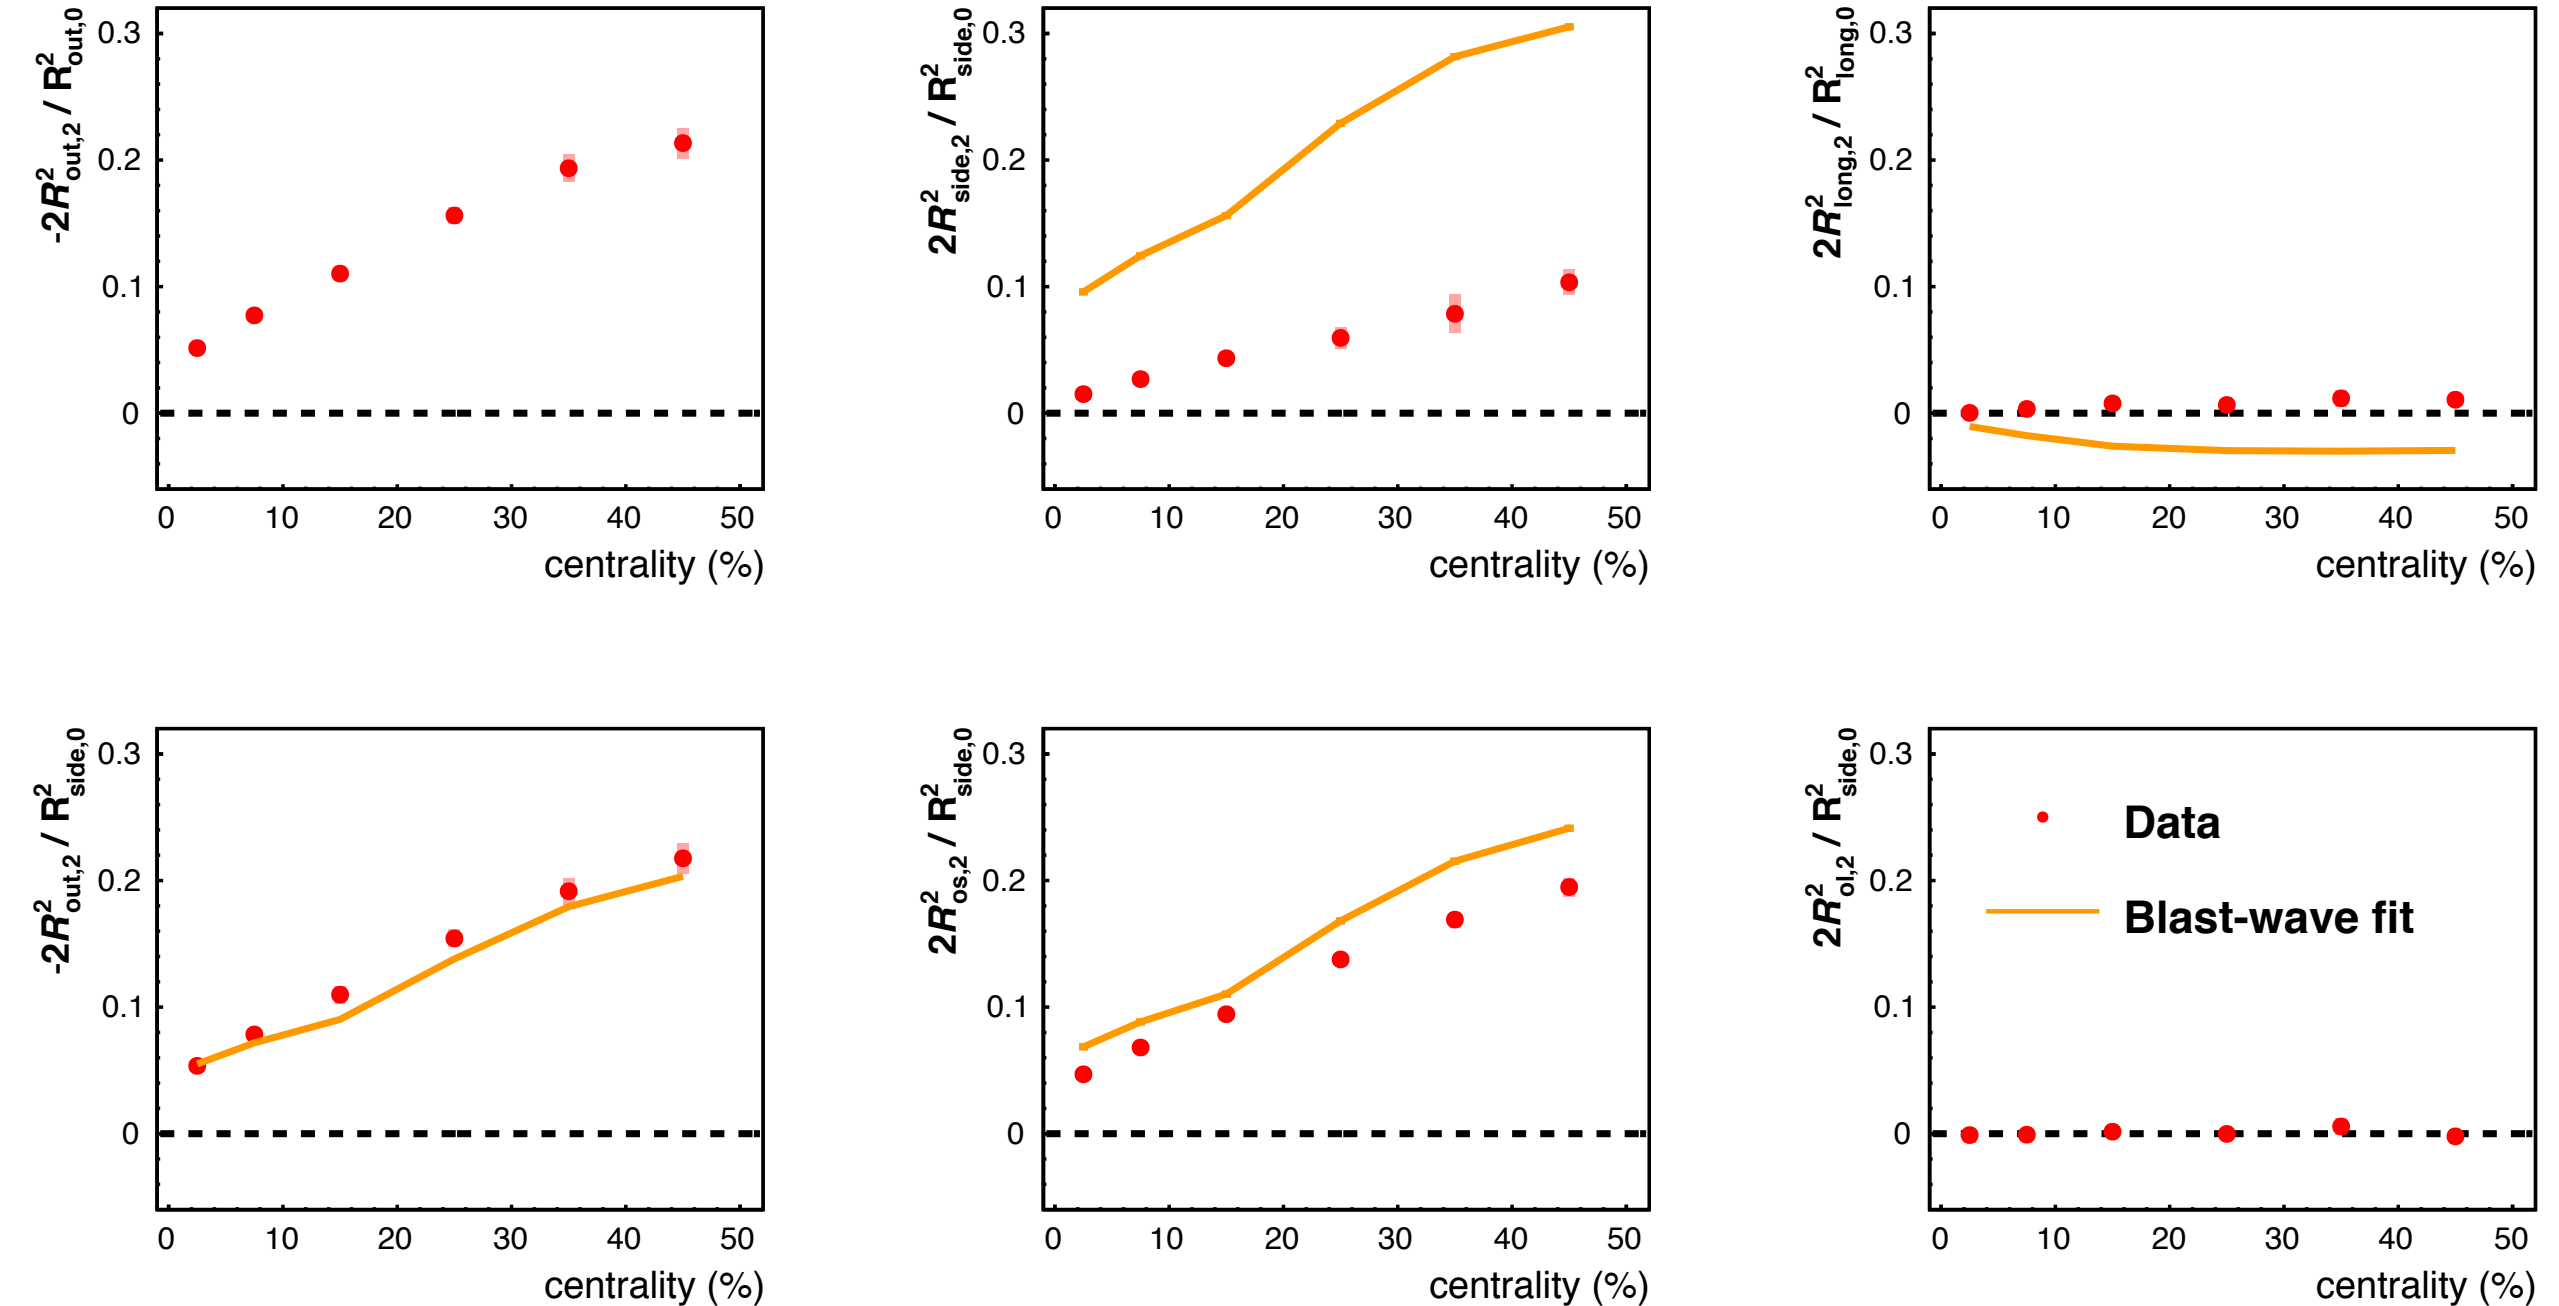 -2R²out,2 / R²out,0
0.3
0.2
0.1
0
0 10 20 30 40 50
centrality (%)
2R²side,2 / R²side,0
0.3
0.2
0.1
0
0 10 20 30 40 50
centrality (%)
2R²long,2 / R²long,0
0.3
0.2
0.1
0
0 10 20 30 40 50
centrality (%)
-2R²out,2 / R²side,0
0.3
0.2
0.1
0
0 10 20 30 40 50
centrality (%)
2R²os,2 / R²side,0
0.3
0.2
0.1
0
0 10 20 30 40 50
centrality (%)
2R²ol,2 / R²side,0
0.3
0.2
0.1
0
Data
Blast-wave fit
0 10 20 30 40 50
centrality (%)